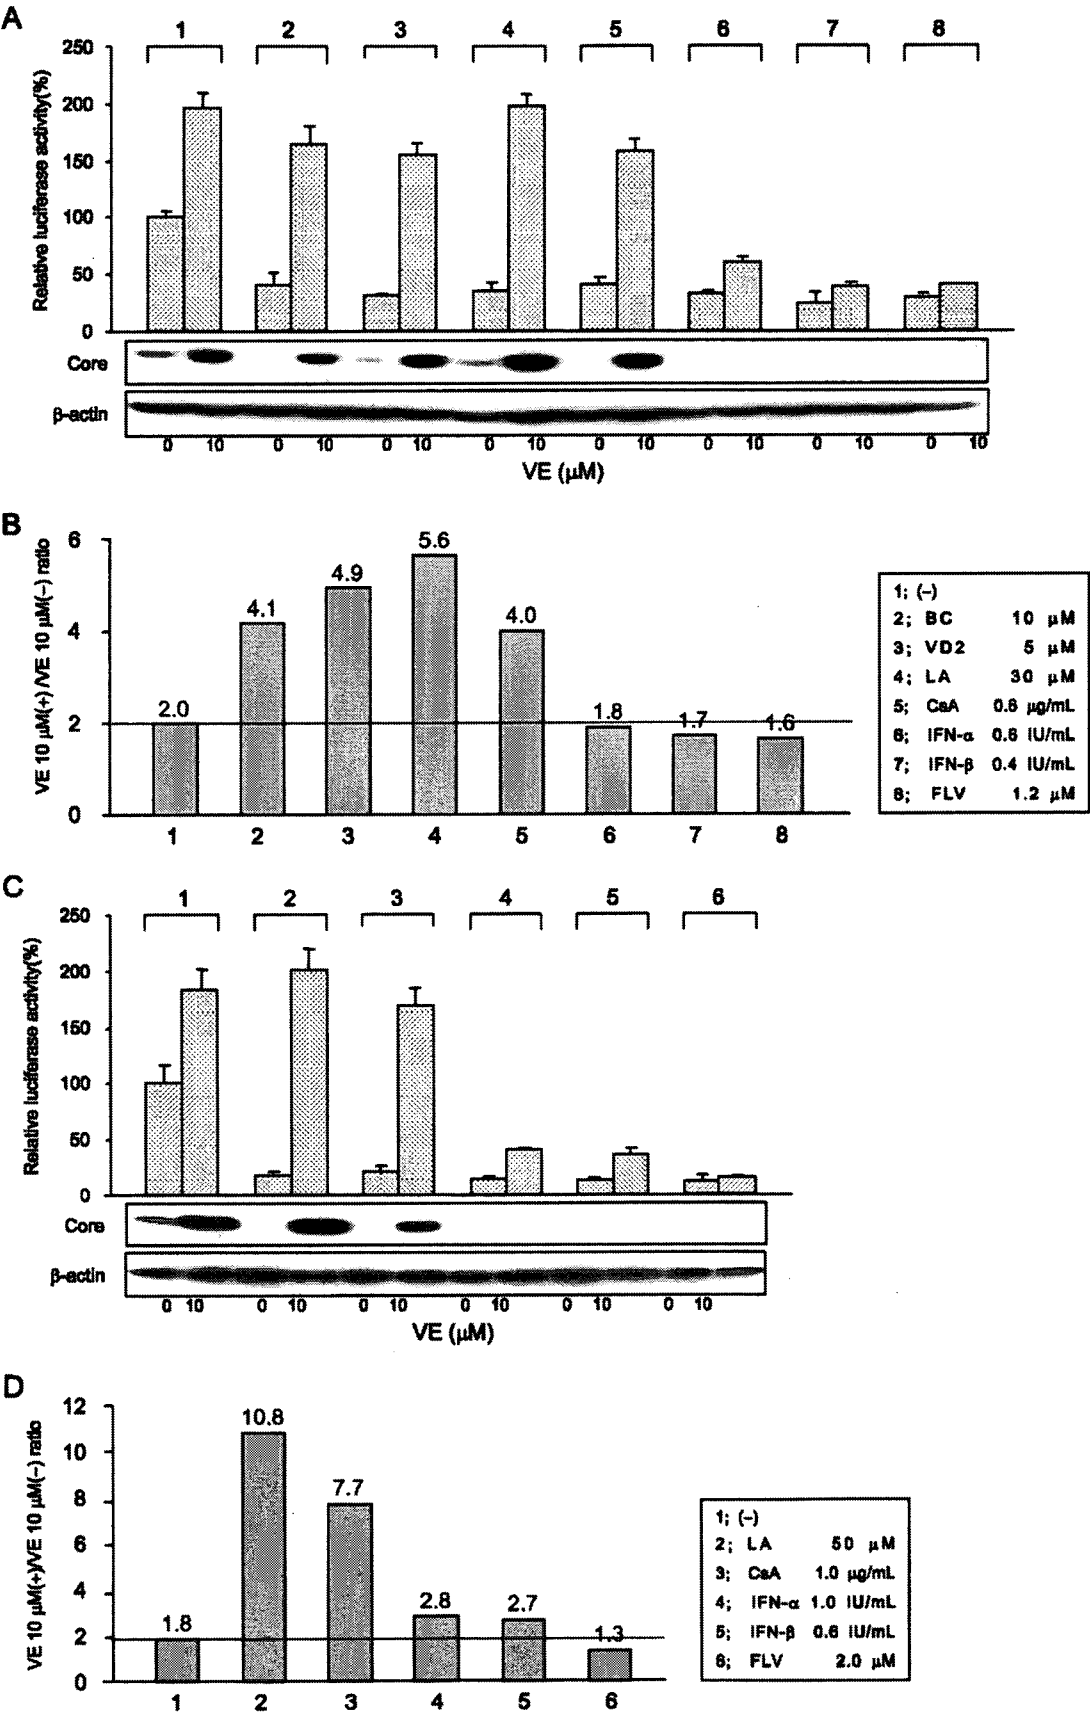 A
1 2 3 4 5 6 7 8
Relative luciferase activity(%)
250
200
150
100
50
0
Core
β-actin
0 10 0 10 0 10 0 10 0 10 0 10 0 10 0 10
VE (μM)
B
VE 10 μM(+)/VE 10 μM(−) ratio
6
4
2
0
2.0 4.1 4.9 5.6 4.0 1.8 1.7 1.6
1 2 3 4 5 6 7 8
1; (−)
2; BC 10 μM
3; VD2 5 μM
4; LA 30 μM
5; CsA 0.6 μg/mL
6; IFN-α 0.6 IU/mL
7; IFN-β 0.4 IU/mL
8; FLV 1.2 μM
C
1 2 3 4 5 6
Relative luciferase activity(%)
250
200
150
100
50
0
Core
β-actin
0 10 0 10 0 10 0 10 0 10 0 10
VE (μM)
D
VE 10 μM(+)/VE 10 μM(−) ratio
12
10
8
6
4
2
0
1.8 10.8 7.7 2.8 2.7 1.3
1 2 3 4 5 6
1; (−)
2; LA 50 μM
3; CsA 1.0 μg/mL
4; IFN-α 1.0 IU/mL
5; IFN-β 0.6 IU/mL
6; FLV 2.0 μM